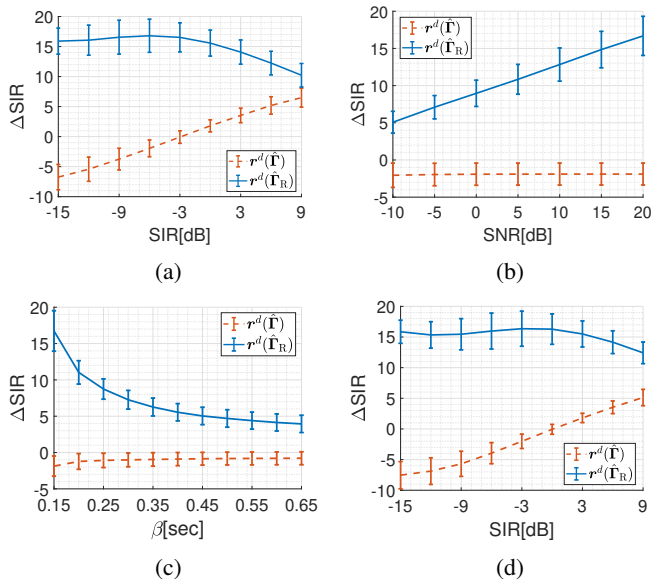 20
15
10
5
0
-5
-10
ΔSIR
-15 -9 -3 3 9
SIR[dB]
r^d(Γ̂)
r^d(Γ̂_R)
(a)
20
15
10
5
0
-5
ΔSIR
-10 -5 0 5 10 15 20
SNR[dB]
r^d(Γ̂)
r^d(Γ̂_R)
(b)
20
15
10
5
0
-5
ΔSIR
0.15 0.25 0.35 0.45 0.55 0.65
β[sec]
r^d(Γ̂)
r^d(Γ̂_R)
(c)
20
15
10
5
0
-5
-10
ΔSIR
-15 -9 -3 3 9
SIR[dB]
r^d(Γ̂)
r^d(Γ̂_R)
(d)